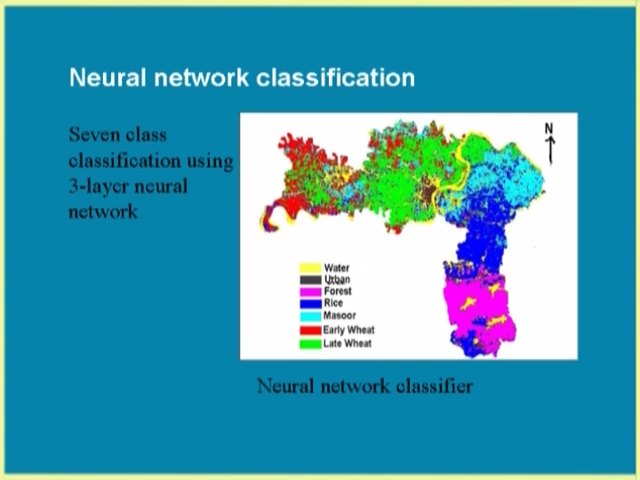 Neural network classification
Seven class
classification using
3-layer neural
network
N
Water
Urban
Forest
Rice
Masoor
Early Wheat
Late Wheat
Neural network classifier